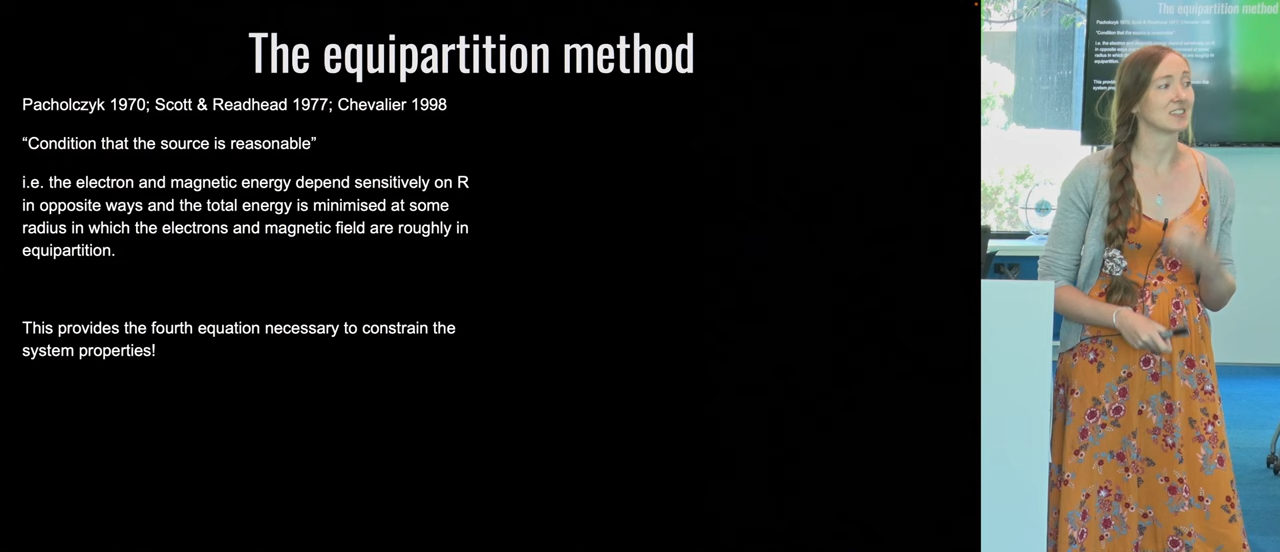 The equipartition method
Pacholczyk 1970; Scott & Readhead 1977; Chevalier 1998
“Condition that the source is reasonable”
i.e. the electron and magnetic energy depend sensitively on R
in opposite ways and the total energy is minimised at some
radius in which the electrons and magnetic field are roughly in
equipartition.
This provides the fourth equation necessary to constrain the
system properties!
The equipartition method